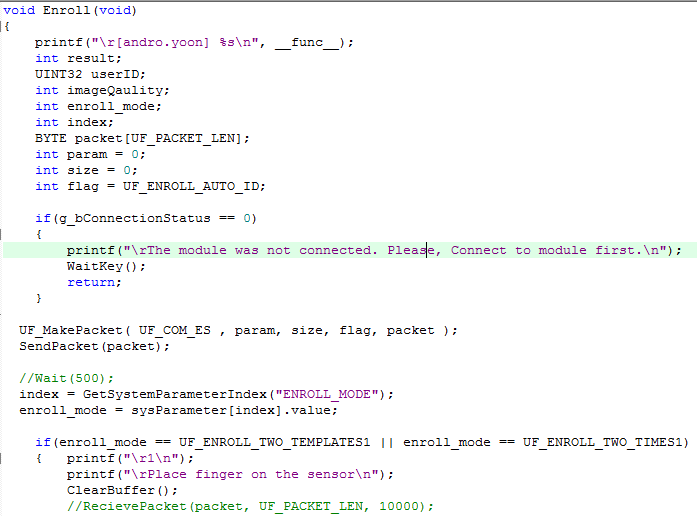 void Enroll(void)
{
printf("\r[andro.yoon] %s\n", __func__);
int result;
UINT32 userID;
int imageQaulity;
int enroll_mode;
int index;
BYTE packet[UF_PACKET_LEN];
int param = 0;
int size = 0;
int flag = UF_ENROLL_AUTO_ID;
if(g_bConnectionStatus == 0)
{
printf("\rThe module was not connected. Please, Connect to module first.\n");
WaitKey();
return;
}
UF_MakePacket( UF_COM_ES , param, size, flag, packet );
SendPacket(packet);
//Wait(500);
index = GetSystemParameterIndex("ENROLL_MODE");
enroll_mode = sysParameter[index].value;
if(enroll_mode == UF_ENROLL_TWO_TEMPLATES1 || enroll_mode == UF_ENROLL_TWO_TIMES1)
{ printf("\r1\n");
printf("\rPlace finger on the sensor\n");
ClearBuffer();
//RecievePacket(packet, UF_PACKET_LEN, 10000);